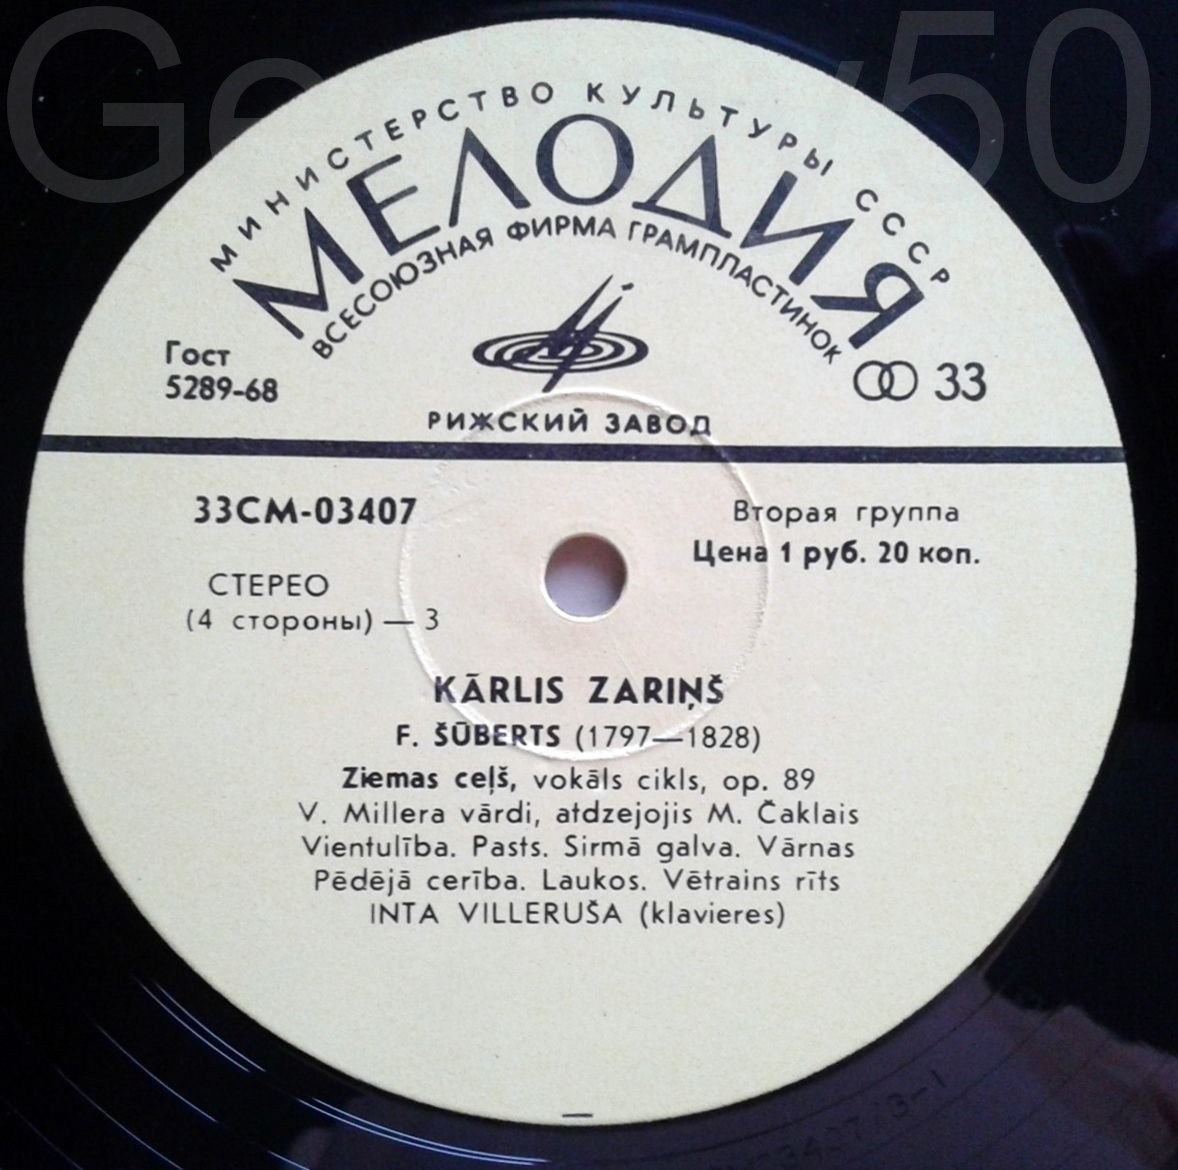 МИНИСТЕРСТВО КУЛЬТУРЫ СССР
МЕЛОДИЯ
ВСЕСОЮЗНАЯ ФИРМА ГРАМПЛАСТИНОК
Гост
5289-68
33
РИЖСКИЙ ЗАВОД
33СМ-03407
Вторая группа
Цена 1 руб. 20 коп.
СТЕРЕО
(4 стороны) — 3
KĀRLIS ZARIŅŠ
F. ŠŪBERTS (1797—1828)
Ziemas ceļš, vokāls cikls, op. 89
V. Millera vārdi, atdzejojis M. Čaklais
Vientulība. Pasts. Sirmā galva. Vārnas
Pēdējā cerība. Laukos. Vētrains rīts
INTA VILLERUŠA (klavieres)